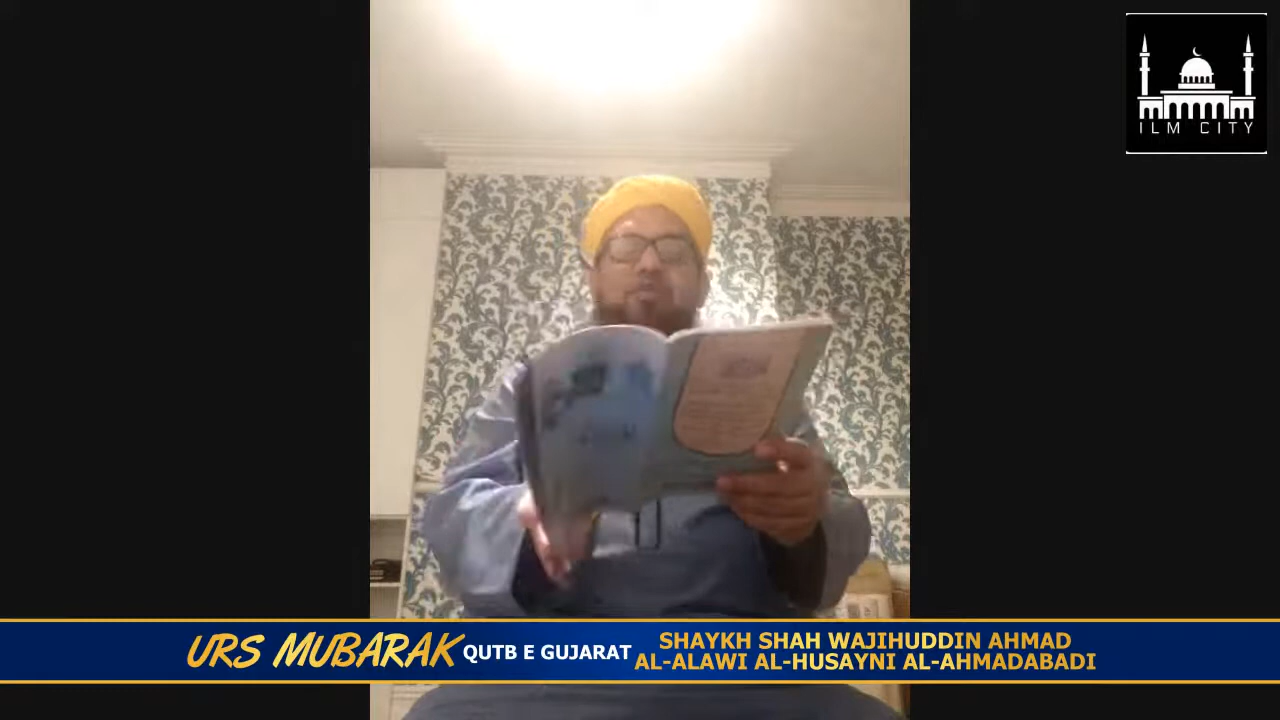 ILM CITY
URS MUBARAK QUTB E GUJARAT SHAYKH SHAH WAJIHUDDIN AHMAD
AL-ALAWI AL-HUSAYNI AL-AHMADABADI